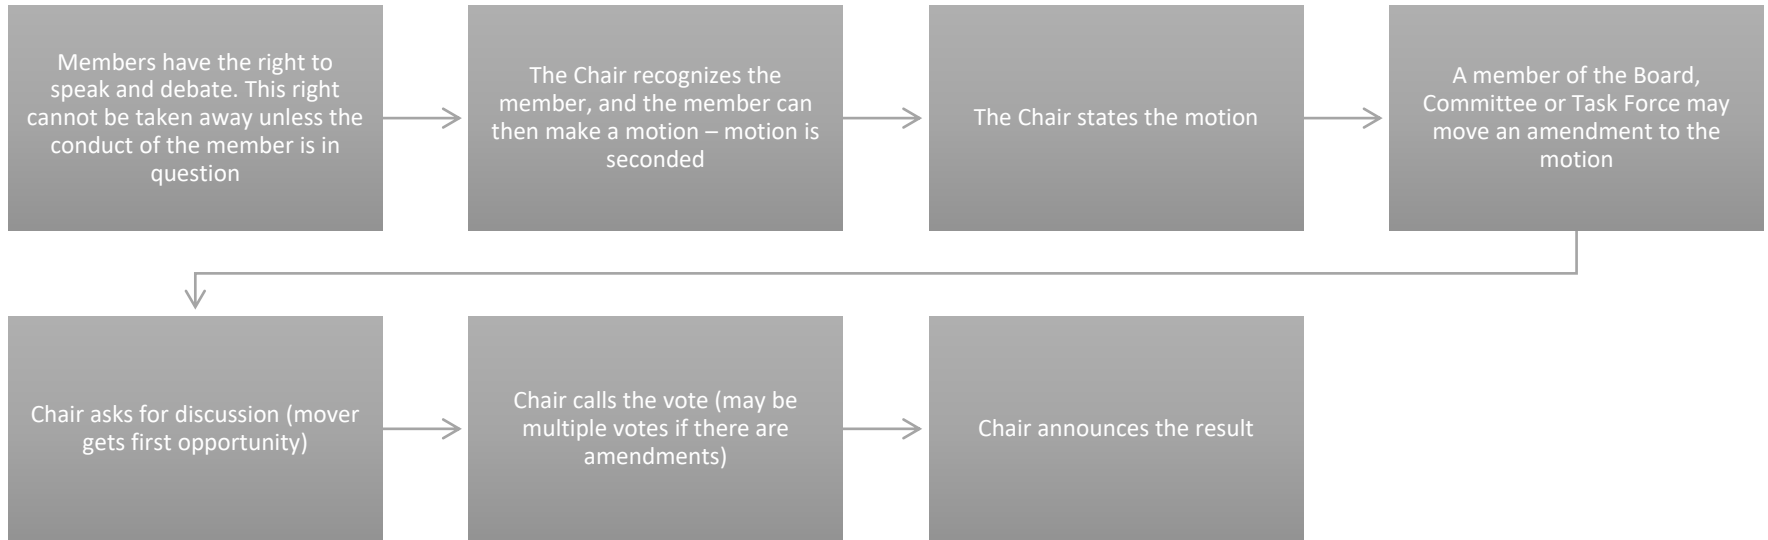 Members have the right to
speak and debate. This right
cannot be taken away unless the
conduct of the member is in
question
The Chair recognizes the
member, and the member can
then make a motion – motion is
seconded
The Chair states the motion
A member of the Board,
Committee or Task Force may
move an amendment to the
motion
Chair asks for discussion (mover
gets first opportunity)
Chair calls the vote (may be
multiple votes if there are
amendments)
Chair announces the result